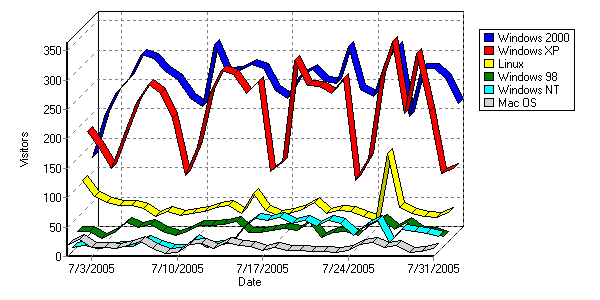 350
300
250
200
150
100
50
0
Visitors
7/3/2005 7/10/2005 7/17/2005 7/24/2005 7/31/2005
Date
Windows 2000
Windows XP
Linux
Windows 98
Windows NT
Mac OS